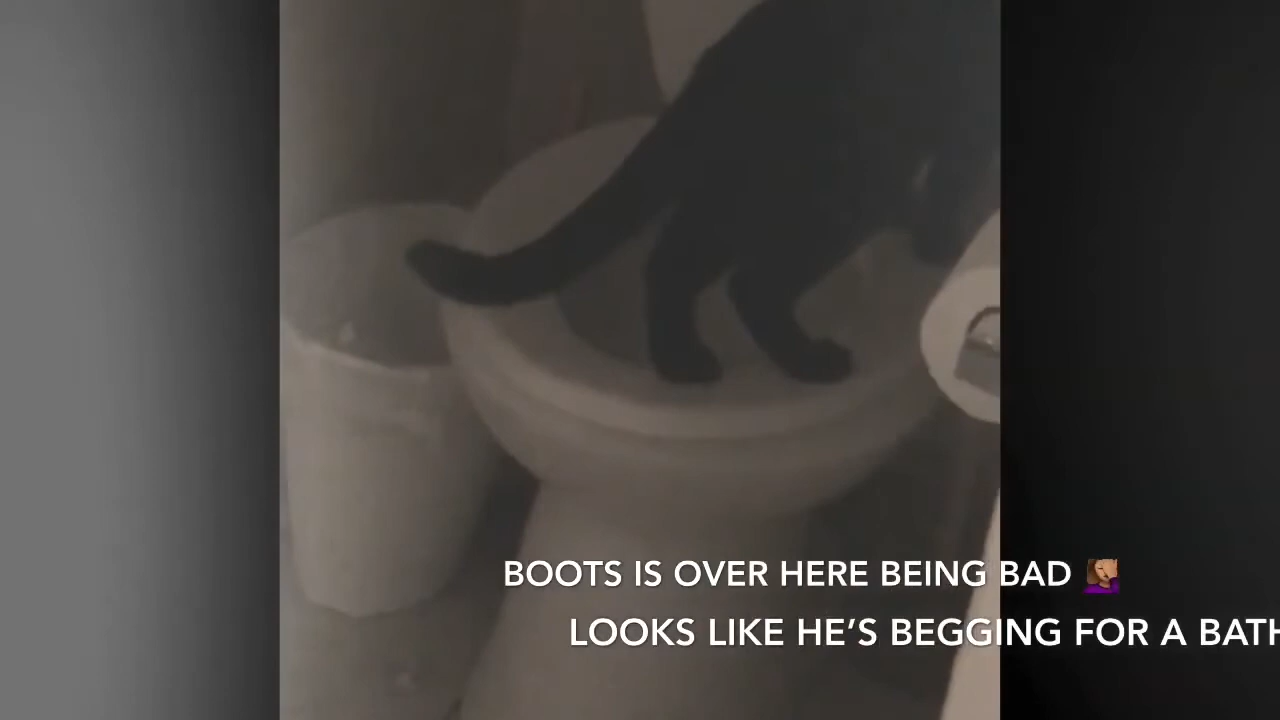 BOOTS IS OVER HERE BEING BAD 🤦🏽‍♀️
LOOKS LIKE HE’S BEGGING FOR A BATH